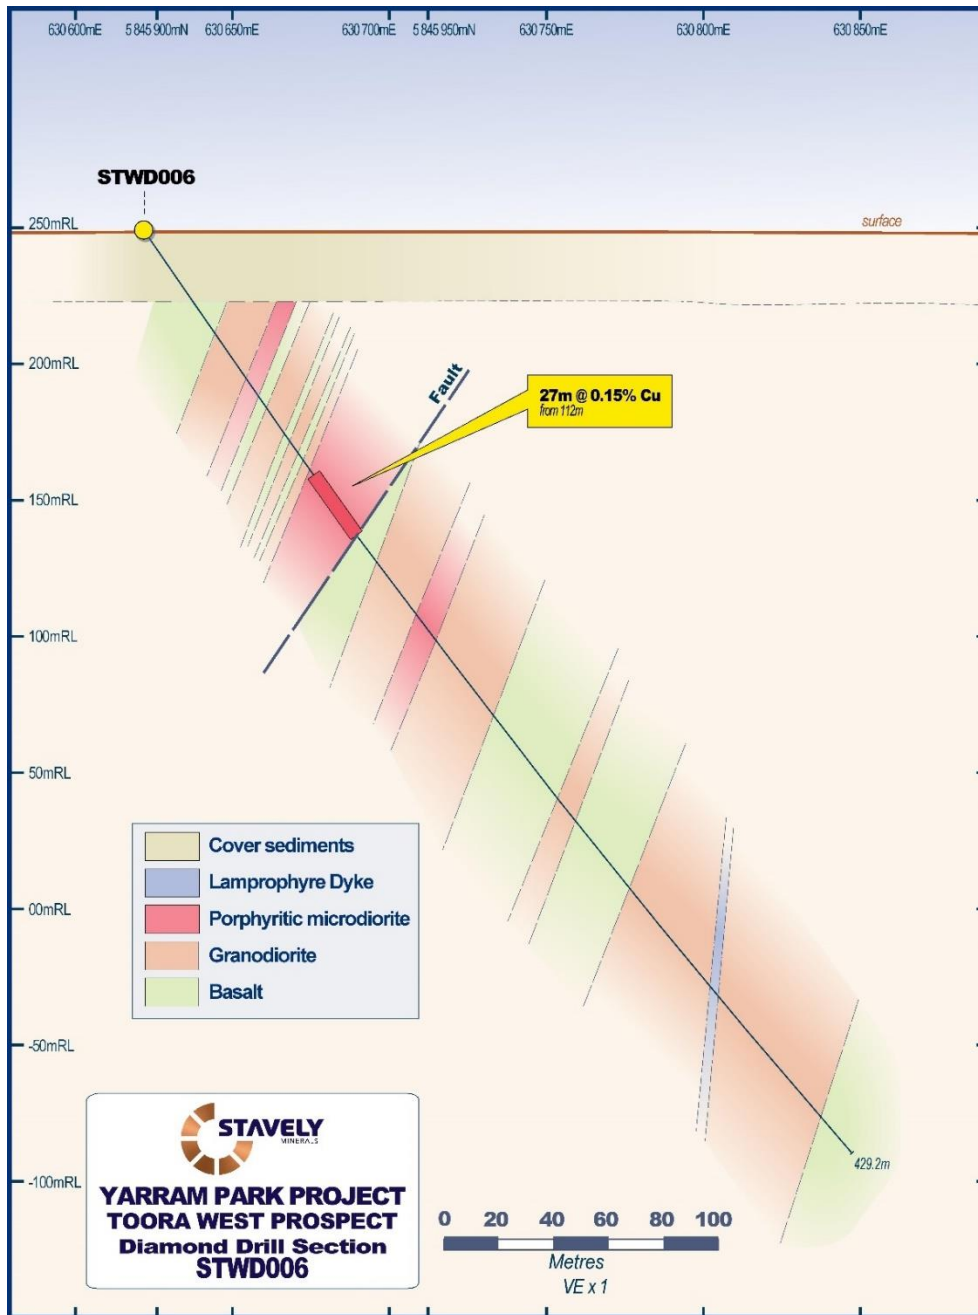 630 600mE 5 845 900mN 630 650mE 630 700mE 5 845 950mN 630 750mE 630 800mE 630 850mE
STWD006
250mRL
surface
200mRL
Fault
27m @ 0.15% Cu
from 112m
150mRL
100mRL
50mRL
Cover sediments
Lamprophyre Dyke
Porphyritic microdiorite
Granodiorite
Basalt
00mRL
-50mRL
-100mRL
429.2m
STAVELY
MINERALS
YARRAM PARK PROJECT
TOORA WEST PROSPECT
Diamond Drill Section
STWD006
0 20 40 60 80 100
Metres
VE x 1